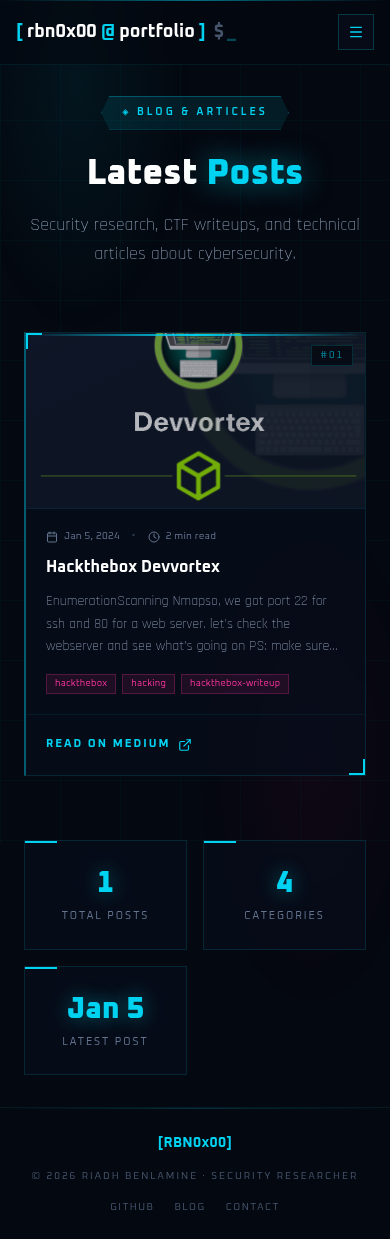 [ rbn0x00 @ portfolio ] $_
◈ BLOG & ARTICLES
Latest Posts
Security research, CTF writeups, and technical
articles about cybersecurity.
#01
Devvortex
Jan 5, 2024 · 2 min read
Hackthebox Devvortex
EnumerationScanning Nmapso, we got port 22 for
ssh and 80 for a web server. let's check the
webserver and see what's going on PS: make sure...
hackthebox hacking hackthebox-writeup
READ ON MEDIUM
1
TOTAL POSTS
4
CATEGORIES
Jan 5
LATEST POST
[RBN0x00]
© 2026 RIADH BENLAMINE · SECURITY RESEARCHER
GITHUB BLOG CONTACT